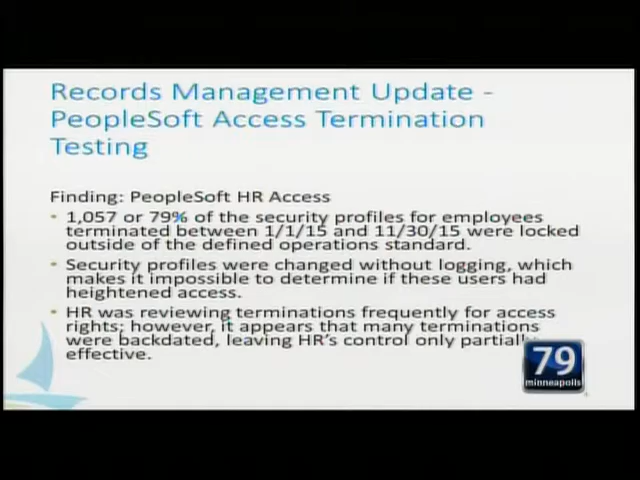 Records Management Update -
PeopleSoft Access Termination
Testing
Finding: PeopleSoft HR Access
• 1,057 or 79% of the security profiles for employees
terminated between 1/1/15 and 11/30/15 were locked
outside of the defined operations standard.
• Security profiles were changed without logging, which
makes it impossible to determine if these users had
heightened access.
• HR was reviewing terminations frequently for access
rights; however, it appears that many terminations
were backdated, leaving HR's control only partially
effective.
79
minneapolis